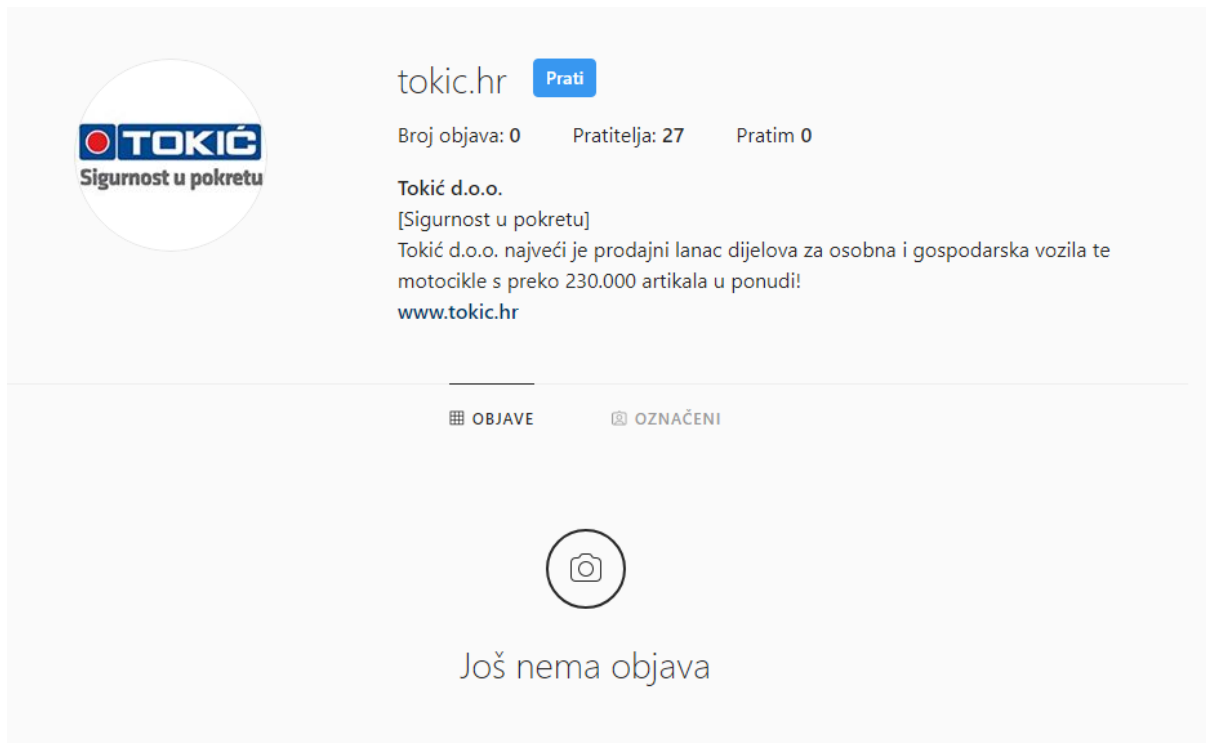 TOKIĆ
Sigurnost u pokretu
tokic.hr Prati
Broj objava: 0 Pratitelja: 27 Pratim 0
Tokić d.o.o.
[Sigurnost u pokretu]
Tokić d.o.o. najveći je prodajni lanac dijelova za osobna i gospodarska vozila te
motocikle s preko 230.000 artikala u ponudi!
www.tokic.hr
OBJAVE OZNAČENI
Još nema objava